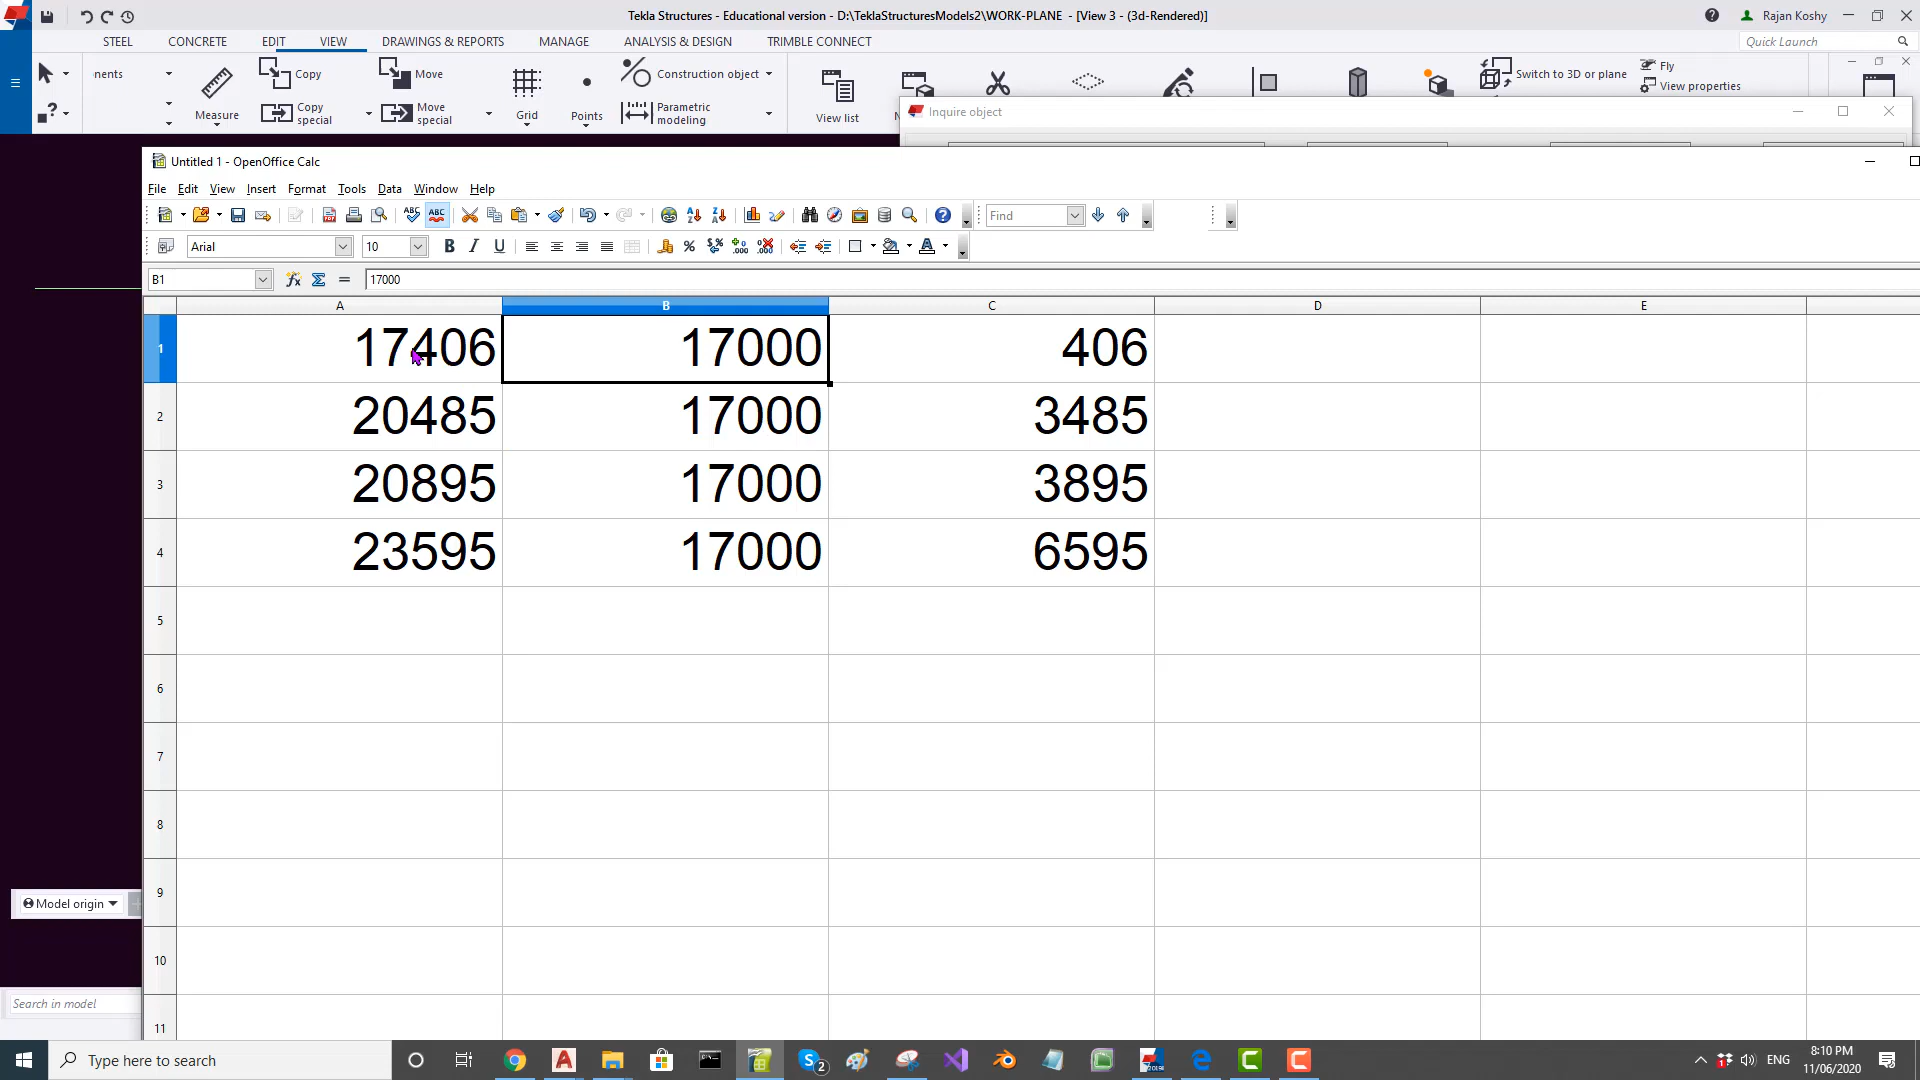 Tekla Structures - Educational version - D:\TeklaStructuresModels2\WORK-PLANE - [View 3 - (3d-Rendered)]
Rajan Koshy
STEEL CONCRETE EDIT VIEW DRAWINGS & REPORTS MANAGE ANALYSIS & DESIGN TRIMBLE CONNECT
Quick Launch
Copy Move Construction object
Switch to 3D or plane
Fly
View properties
Measure
Copy special
Move special
Grid
Points
Parametric modeling
View list
Inquire object
Untitled 1 - OpenOffice Calc
File Edit View Insert Format Tools Data Window Help
Find
Arial 10
B1 17000
A B C D E
1 17406 17000 406
2 20485 17000 3485
3 20895 17000 3895
4 23595 17000 6595
5
6
7
8
9
10
11
Model origin
Search in model
Type here to search
ENG
8:10 PM
11/06/2020